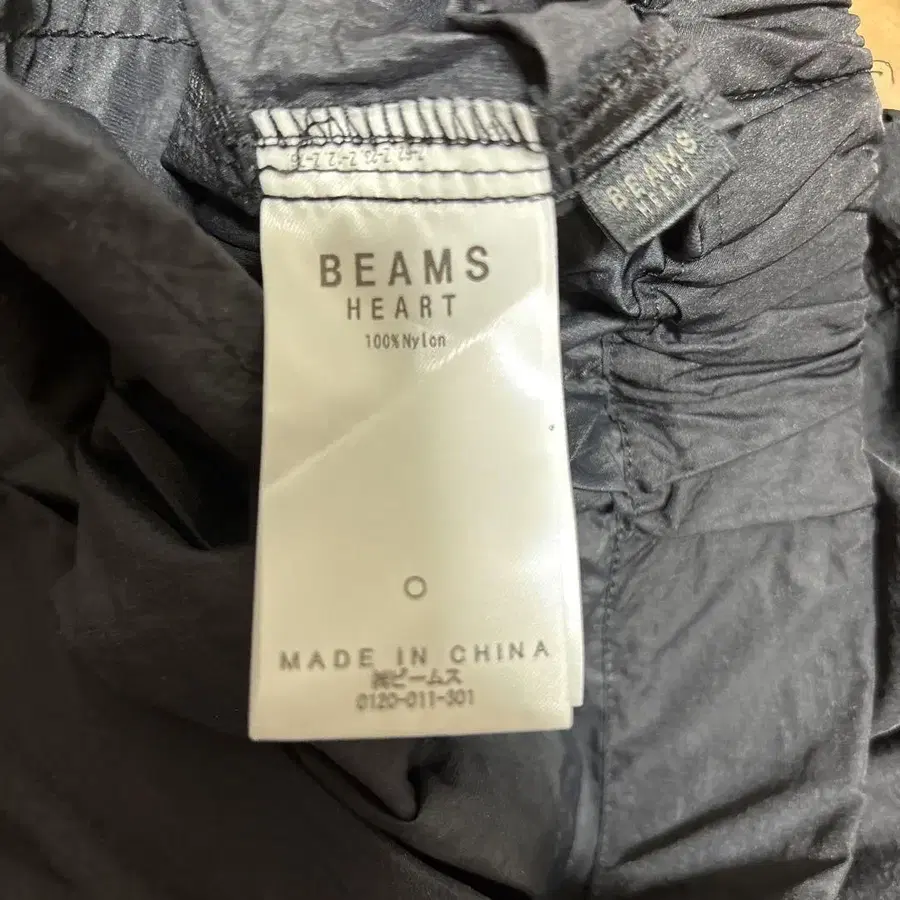 BEAMS
HEART
BEAMS
HEART
100%Nylon
MADE IN CHINA
㈱ビームス
0120-011-301